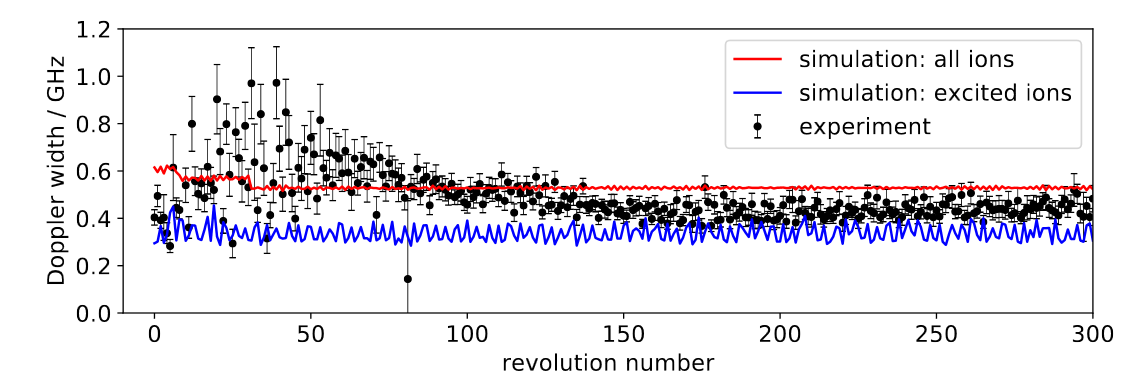 1.2
1.0
0.8
0.6
0.4
0.2
0.0
Doppler width / GHz
simulation: all ions
simulation: excited ions
experiment
0 50 100 150 200 250 300
revolution number